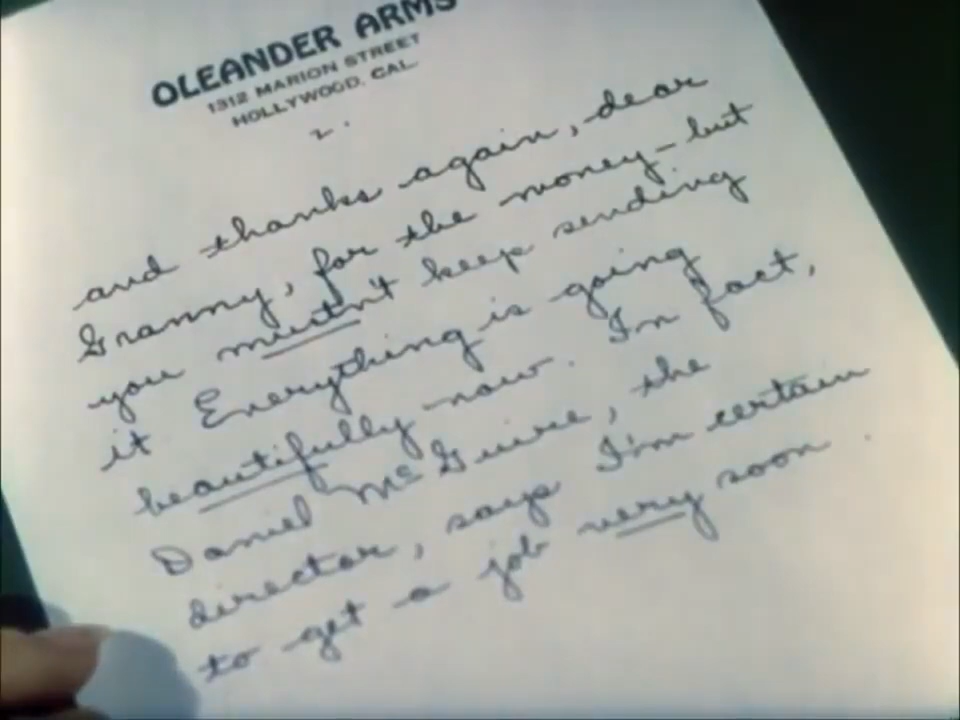 OLEANDER ARMS
1312 MARION STREET
HOLLYWOOD, CAL.
2.
and thanks again, dear
Granny, for the money – but
you mustn't keep sending
it Everything is going
beautifully now. In fact,
Daniel McGuire, the
director, says I'm certain
to get a job very soon.